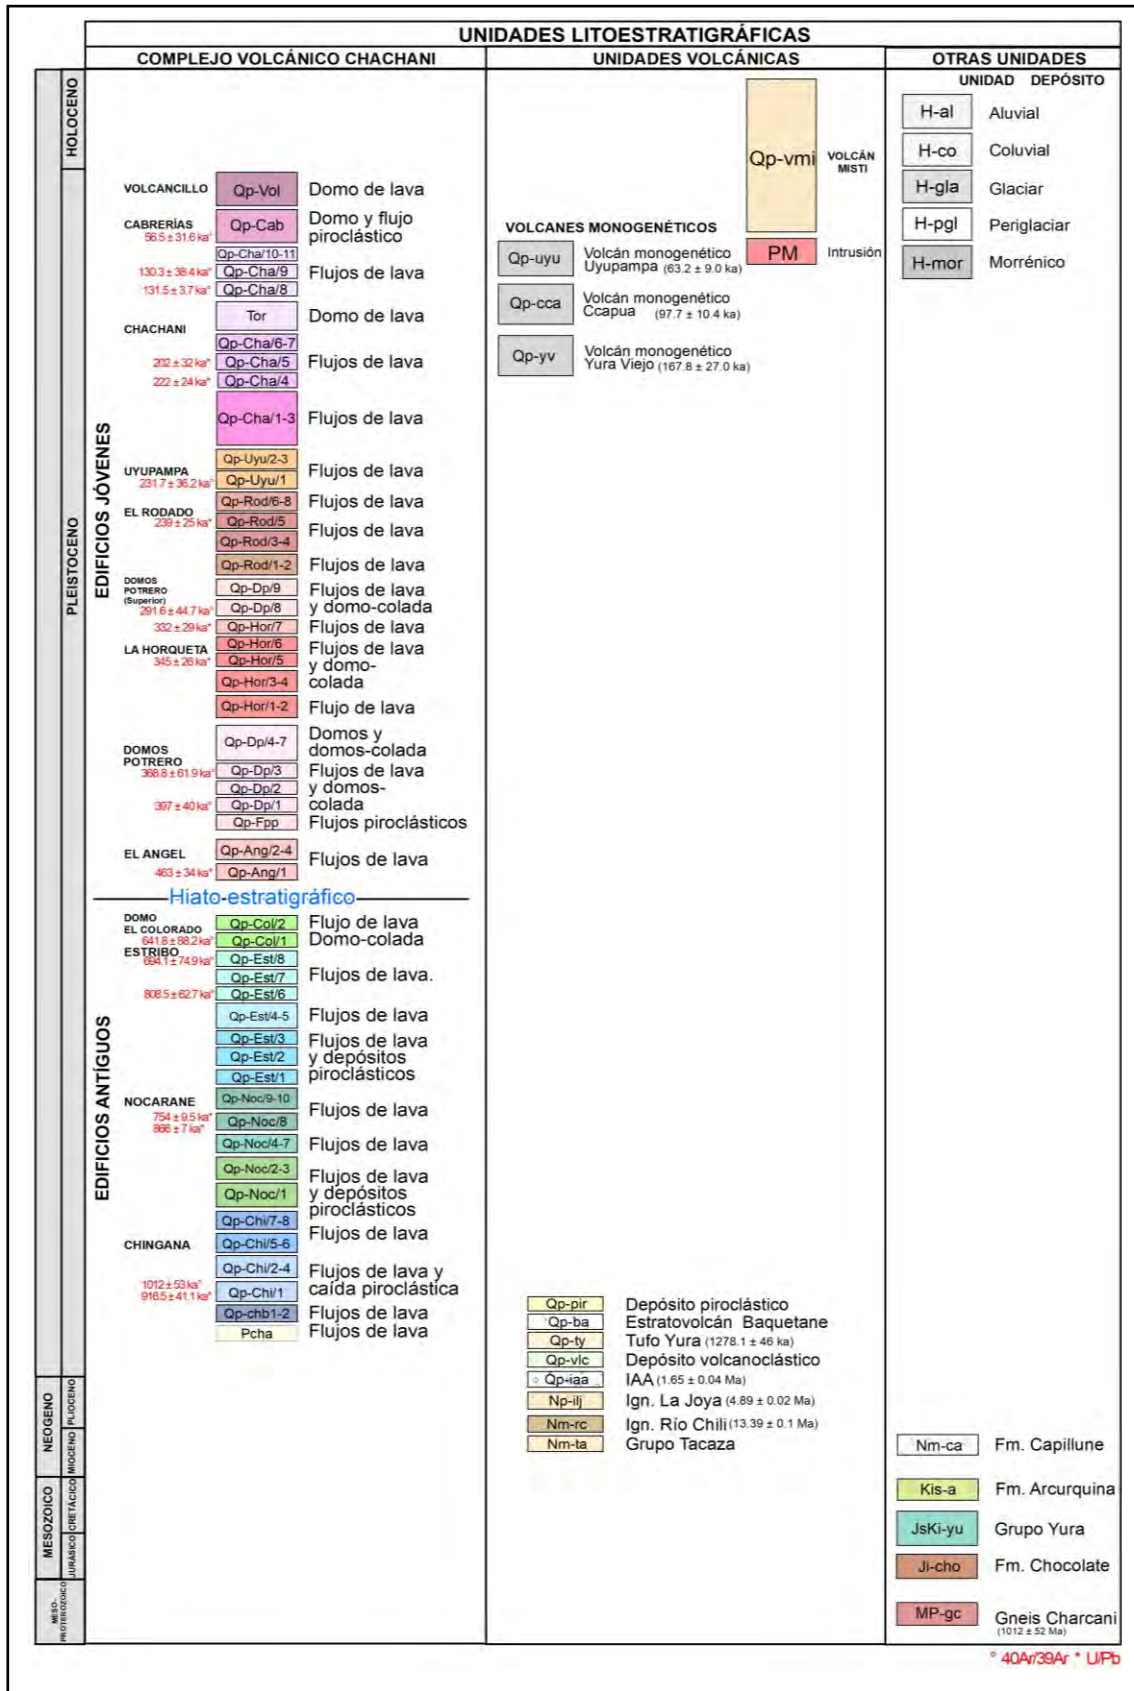 UNIDADES LITOESTRATIGRÁFICAS
COMPLEJO VOLCÁNICO CHACHANI
UNIDADES VOLCÁNICAS
OTRAS UNIDADES
HOLOCENO
PLEISTOCENO
NEOGENO
PLIOCENO
MIOCENO
MESOZOICO
CRETÁCICO
JURÁSICO
MESO-
PROTEROZOICO
EDIFICIOS JÓVENES
EDIFICIOS ANTÍGUOS
VOLCANCILLO
Qp-Vol
Domo de lava
CABRERÍAS
56.5 ± 31.6 ka°
Qp-Cab
Domo y flujo
piroclástico
Qp-Cha/10-11
130.3 ± 38.4 ka°
Qp-Cha/9
Flujos de lava
131.5 ± 3.7 ka°
Qp-Cha/8
Tor
Domo de lava
CHACHANI
Qp-Cha/6-7
202 ± 32 ka*
Qp-Cha/5
Flujos de lava
222 ± 24 ka*
Qp-Cha/4
Qp-Cha/1-3
Flujos de lava
Qp-Uyu/2-3
UYUPAMPA
Flujos de lava
231.7 ± 36.2 ka°
Qp-Uyu/1
Qp-Rod/6-8
Flujos de lava
EL RODADO
239 ± 25 ka*
Qp-Rod/5
Flujos de lava
Qp-Rod/3-4
Qp-Rod/1-2
Flujos de lava
DOMOS
POTRERO
(Superior)
Qp-Dp/9
Flujos de lava
291.6 ± 44.7 ka°
Qp-Dp/8
y domo-colada
332 ± 29 ka*
Qp-Hor/7
Flujos de lava
LA HORQUETA
Qp-Hor/6
Flujos de lava
345 ± 26 ka*
Qp-Hor/5
y domo-
Qp-Hor/3-4
colada
Qp-Hor/1-2
Flujo de lava
Qp-Dp/4-7
Domos y
domos-colada
DOMOS
POTRERO
368.8 ± 61.9 ka°
Qp-Dp/3
Flujos de lava
Qp-Dp/2
y domos-
397 ± 40 ka*
Qp-Dp/1
colada
Qp-Fpp
Flujos piroclásticos
EL ANGEL
Qp-Ang/2-4
Flujos de lava
463 ± 34 ka*
Qp-Ang/1
Hiato estratigráfico
DOMO
EL COLORADO
Qp-Col/2
Flujo de lava
641.8 ± 88.2 ka°
Qp-Col/1
Domo-colada
ESTRIBO
694.1 ± 74.9 ka°
Qp-Est/8
Qp-Est/7
Flujos de lava.
808.5 ± 62.7 ka°
Qp-Est/6
Qp-Est/4-5
Flujos de lava
Qp-Est/3
Flujos de lava
Qp-Est/2
y depósitos
Qp-Est/1
piroclásticos
NOCARANE
Qp-Noc/9-10
Flujos de lava
754 ± 9.5 ka*
866 ± 7 ka*
Qp-Noc/8
Qp-Noc/4-7
Flujos de lava
Qp-Noc/2-3
Flujos de lava
Qp-Noc/1
y depósitos
piroclásticos
Qp-Chi/7-8
Flujos de lava
CHINGANA
Qp-Chi/5-6
Qp-Chi/2-4
Flujos de lava y
1012 ± 53 ka°
916.5 ± 41.1 ka°
Qp-Chi/1
caída piroclástica
Qp-chb1-2
Flujos de lava
Pcha
Flujos de lava
Qp-vmi
VOLCÁN
MISTI
PM
Intrusión
VOLCANES MONOGENÉTICOS
Qp-uyu
Volcán monogenético
Uyupampa (63.2 ± 9.0 ka)
Qp-cca
Volcán monogenético
Ccapua (97.7 ± 10.4 ka)
Qp-yv
Volcán monogenético
Yura Viejo (167.8 ± 27.0 ka)
Qp-pir
Depósito piroclástico
Qp-ba
Estratovolcán Baquetane
Qp-ty
Tufo Yura (1278.1 ± 46 ka)
Qp-vlc
Depósito volcanoclástico
Qp-iaa
IAA (1.65 ± 0.04 Ma)
Np-ilj
Ign. La Joya (4.89 ± 0.02 Ma)
Nm-rc
Ign. Río Chili (13.39 ± 0.1 Ma)
Nm-ta
Grupo Tacaza
UNIDAD DEPÓSITO
H-al
Aluvial
H-co
Coluvial
H-gla
Glaciar
H-pgl
Periglaciar
H-mor
Morrénico
Nm-ca
Fm. Capillune
Kis-a
Fm. Arcurquina
JsKi-yu
Grupo Yura
Ji-cho
Fm. Chocolate
MP-gc
Gneis Charcani
(1012 ± 52 Ma)
° 40Ar/39Ar * U/Pb